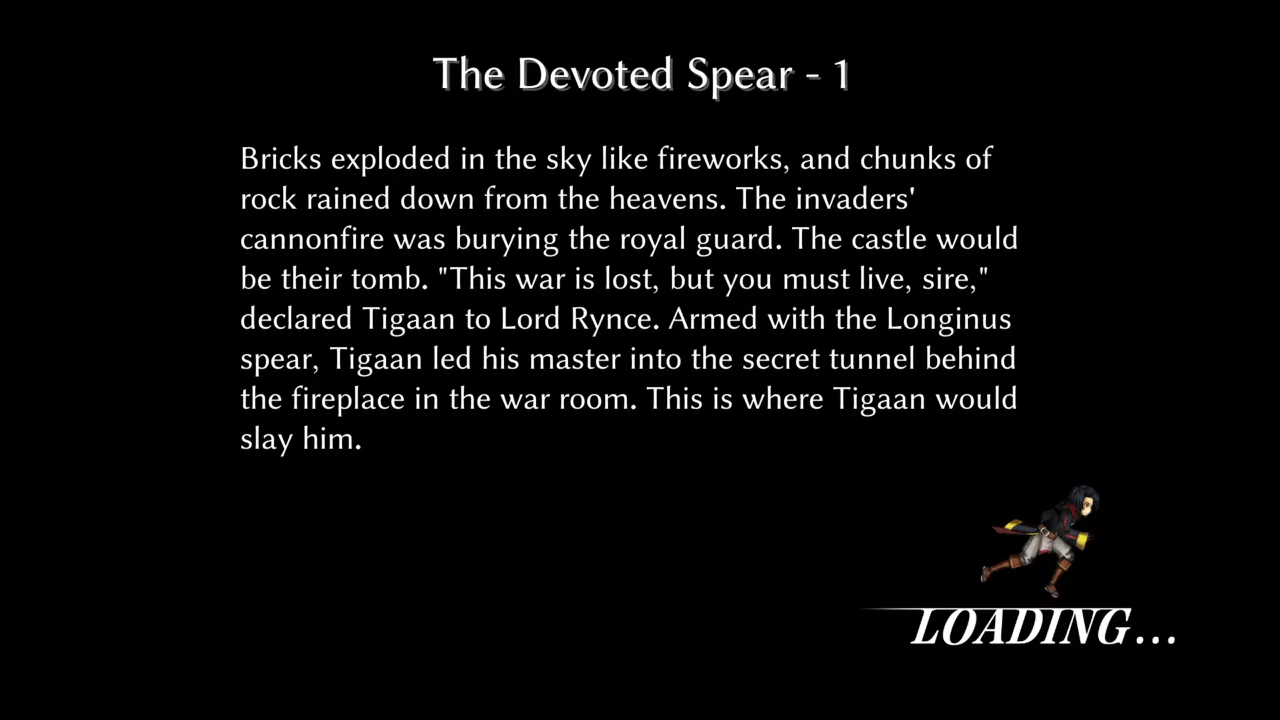 The Devoted Spear - 1
Bricks exploded in the sky like fireworks, and chunks of
rock rained down from the heavens. The invaders'
cannonfire was burying the royal guard. The castle would
be their tomb. "This war is lost, but you must live, sire,"
declared Tigaan to Lord Rynce. Armed with the Longinus
spear, Tigaan led his master into the secret tunnel behind
the fireplace in the war room. This is where Tigaan would
slay him.
LOADING...